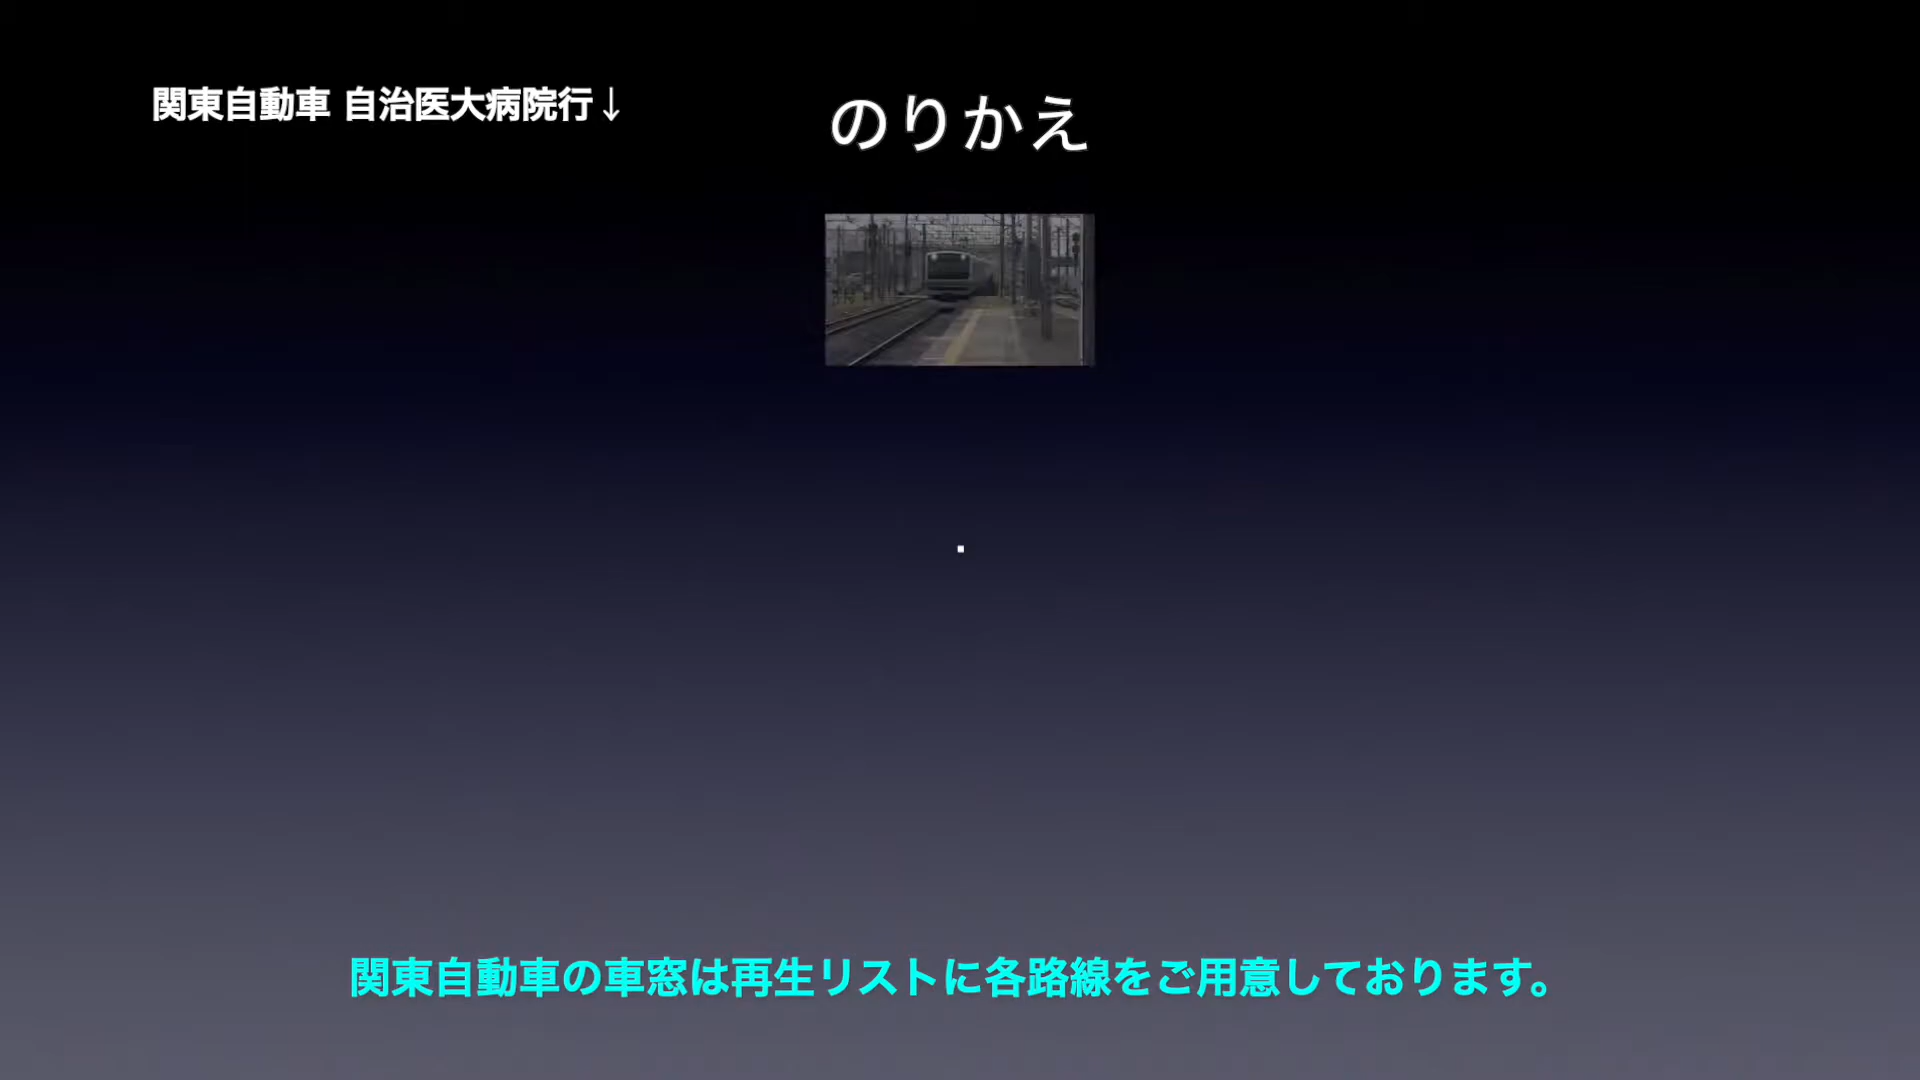 関東自動車 自治医大病院行↓
のりかえ
関東自動車の車窓は再生リストに各路線をご用意しております。